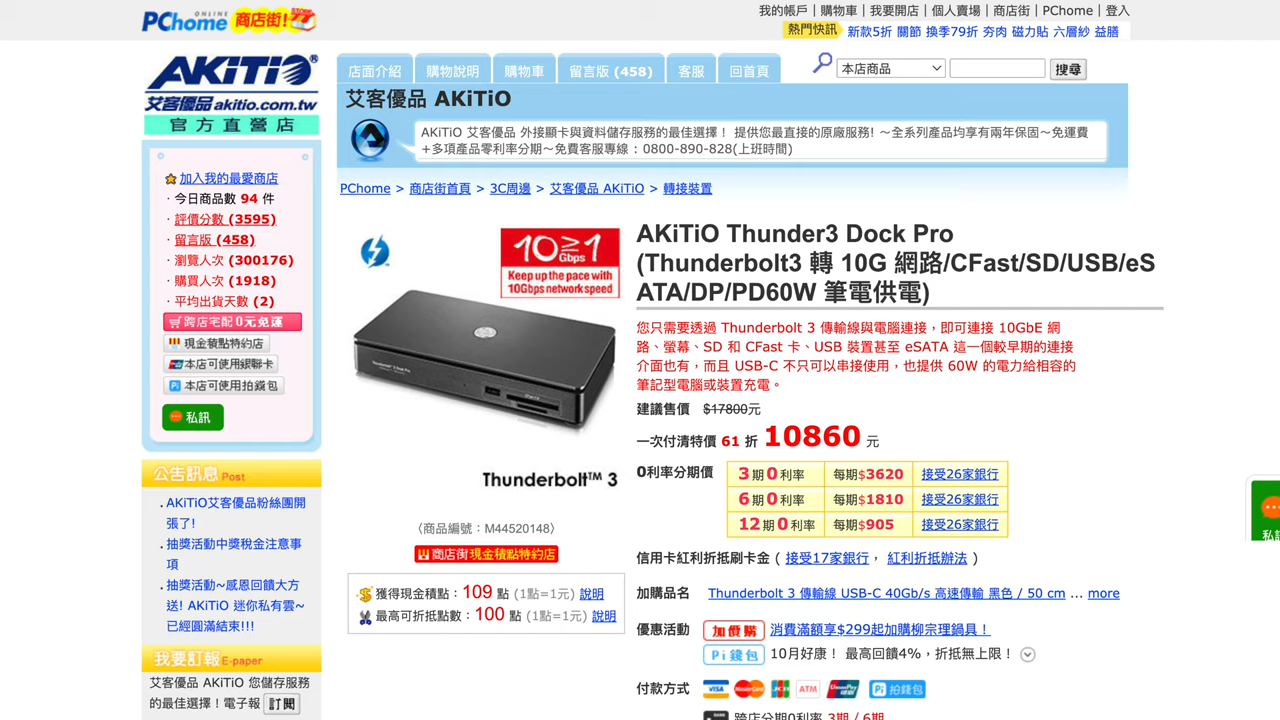 PChome ONLINE 商店街!
我的帳戶 | 購物車 | 我要開店 | 個人賣場 | 商店街 | PChome | 登入
熱門快訊 新款5折 關節 換季79折 夯肉 磁力貼 六層紗 益膳
AKiTiO®
艾客優品 akitio.com.tw
官方直營店
店面介紹 購物說明 購物車 留言版 (458) 客服 回首頁
本店商品 搜尋
艾客優品 AKiTiO
AKiTiO 艾客優品 外接顯卡與資料儲存服務的最佳選擇！ 提供您最直接的原廠服務! ～全系列產品均享有兩年保固～免運費
+多項產品零利率分期～免費客服專線：0800-890-828(上班時間)
PChome > 商店街首頁 > 3C周邊 > 艾客優品 AKiTiO > 轉接裝置
加入我的最愛商店
· 今日商品數 94 件
· 評價分數 (3595)
· 留言版 (458)
· 瀏覽人次 (300176)
· 購買人次 (1918)
· 平均出貨天數 (2)
跨店宅配0元免運
現金積點特約店
本店可使用銀聯卡
Pi 本店可使用拍錢包
私訊
公告訊息 Post
AKiTiO艾客優品粉絲團開
張了!
抽獎活動中獎稅金注意事
項
抽獎活動~感恩回饋大方
送! AKiTiO 迷你私有雲~
已經圓滿結束!!!
我要訂報 E-paper
艾客優品 AKiTiO 您儲存服務
的最佳選擇！電子報 訂閱
10≥1
Gbps
Keep up the pace with
10Gbps network speed
Thunderbolt™ 3
〈商品編號：M44520148〉
商店街現金積點特約店
獲得現金積點：109 點 (1點=1元) 說明
最高可折抵點數：100 點 (1點=1元) 說明
AKiTiO Thunder3 Dock Pro
(Thunderbolt3 轉 10G 網路/CFast/SD/USB/eS
ATA/DP/PD60W 筆電供電)
您只需要透過 Thunderbolt 3 傳輸線與電腦連接，即可連接 10GbE 網
路、螢幕、SD 和 CFast 卡、USB 裝置甚至 eSATA 這一個較早期的連接
介面也有，而且 USB-C 不只可以串接使用，也提供 60W 的電力給相容的
筆記型電腦或裝置充電。
建議售價 $17800元
一次付清特價 61 折 10860 元
0利率分期價
3期0利率 每期$3620 接受26家銀行
6期0利率 每期$1810 接受26家銀行
12期0利率 每期$905 接受26家銀行
信用卡紅利折抵刷卡金 ( 接受17家銀行， 紅利折抵辦法 )
加購品名 Thunderbolt 3 傳輸線 USB-C 40Gb/s 高速傳輸 黑色 / 50 cm ... more
優惠活動 加價購 消費滿額享$299起加購柳宗理鍋具！
Pi 錢包 10月好康！ 最高回饋4%，折抵無上限！
付款方式 VISA MasterCard JCB ATM UnionPay Pi 拍錢包
跨店分期0利率 3期 / 6期
私訊